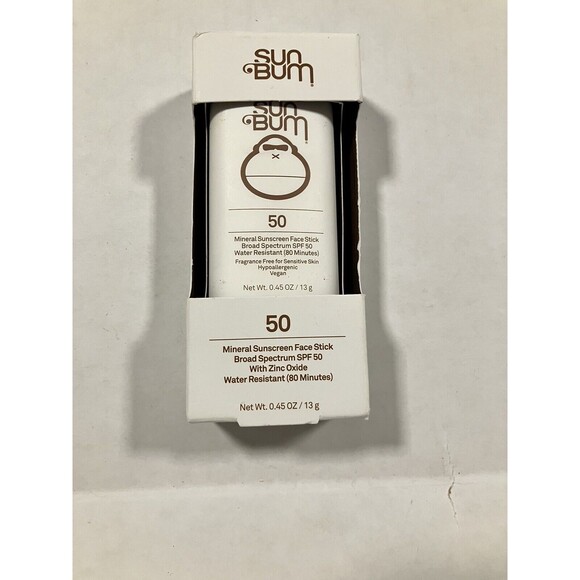 SUN
BUM
SUN
BUM
50
Mineral Sunscreen Face Stick
Broad Spectrum SPF 50
Water Resistant (80 Minutes)
Fragrance Free for Sensitive Skin
Hypoallergenic
Vegan
Net Wt. 0.45 OZ / 13 g
50
Mineral Sunscreen Face Stick
Broad Spectrum SPF 50
With Zinc Oxide
Water Resistant (80 Minutes)
Net Wt. 0.45 OZ / 13 g